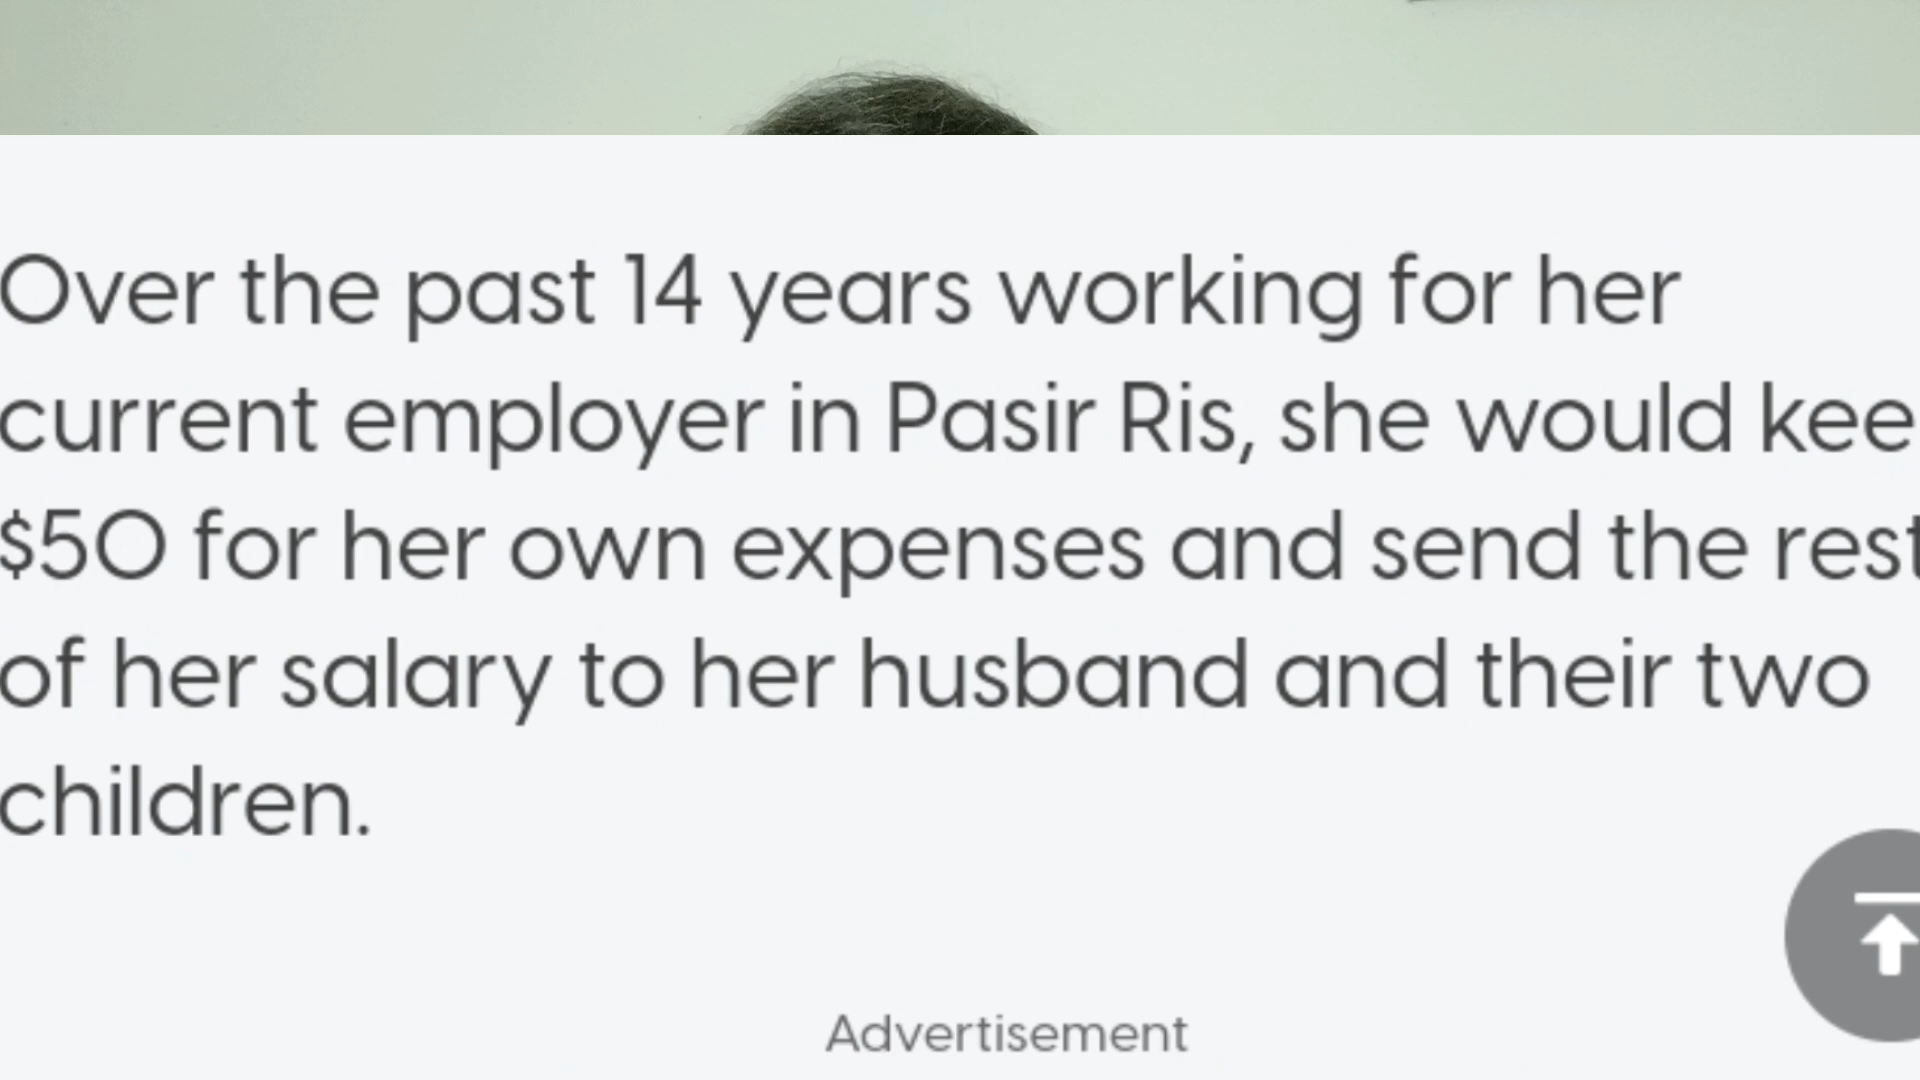 Over the past 14 years working for her
current employer in Pasir Ris, she would kee
$50 for her own expenses and send the rest
of her salary to her husband and their two
children.
Advertisement